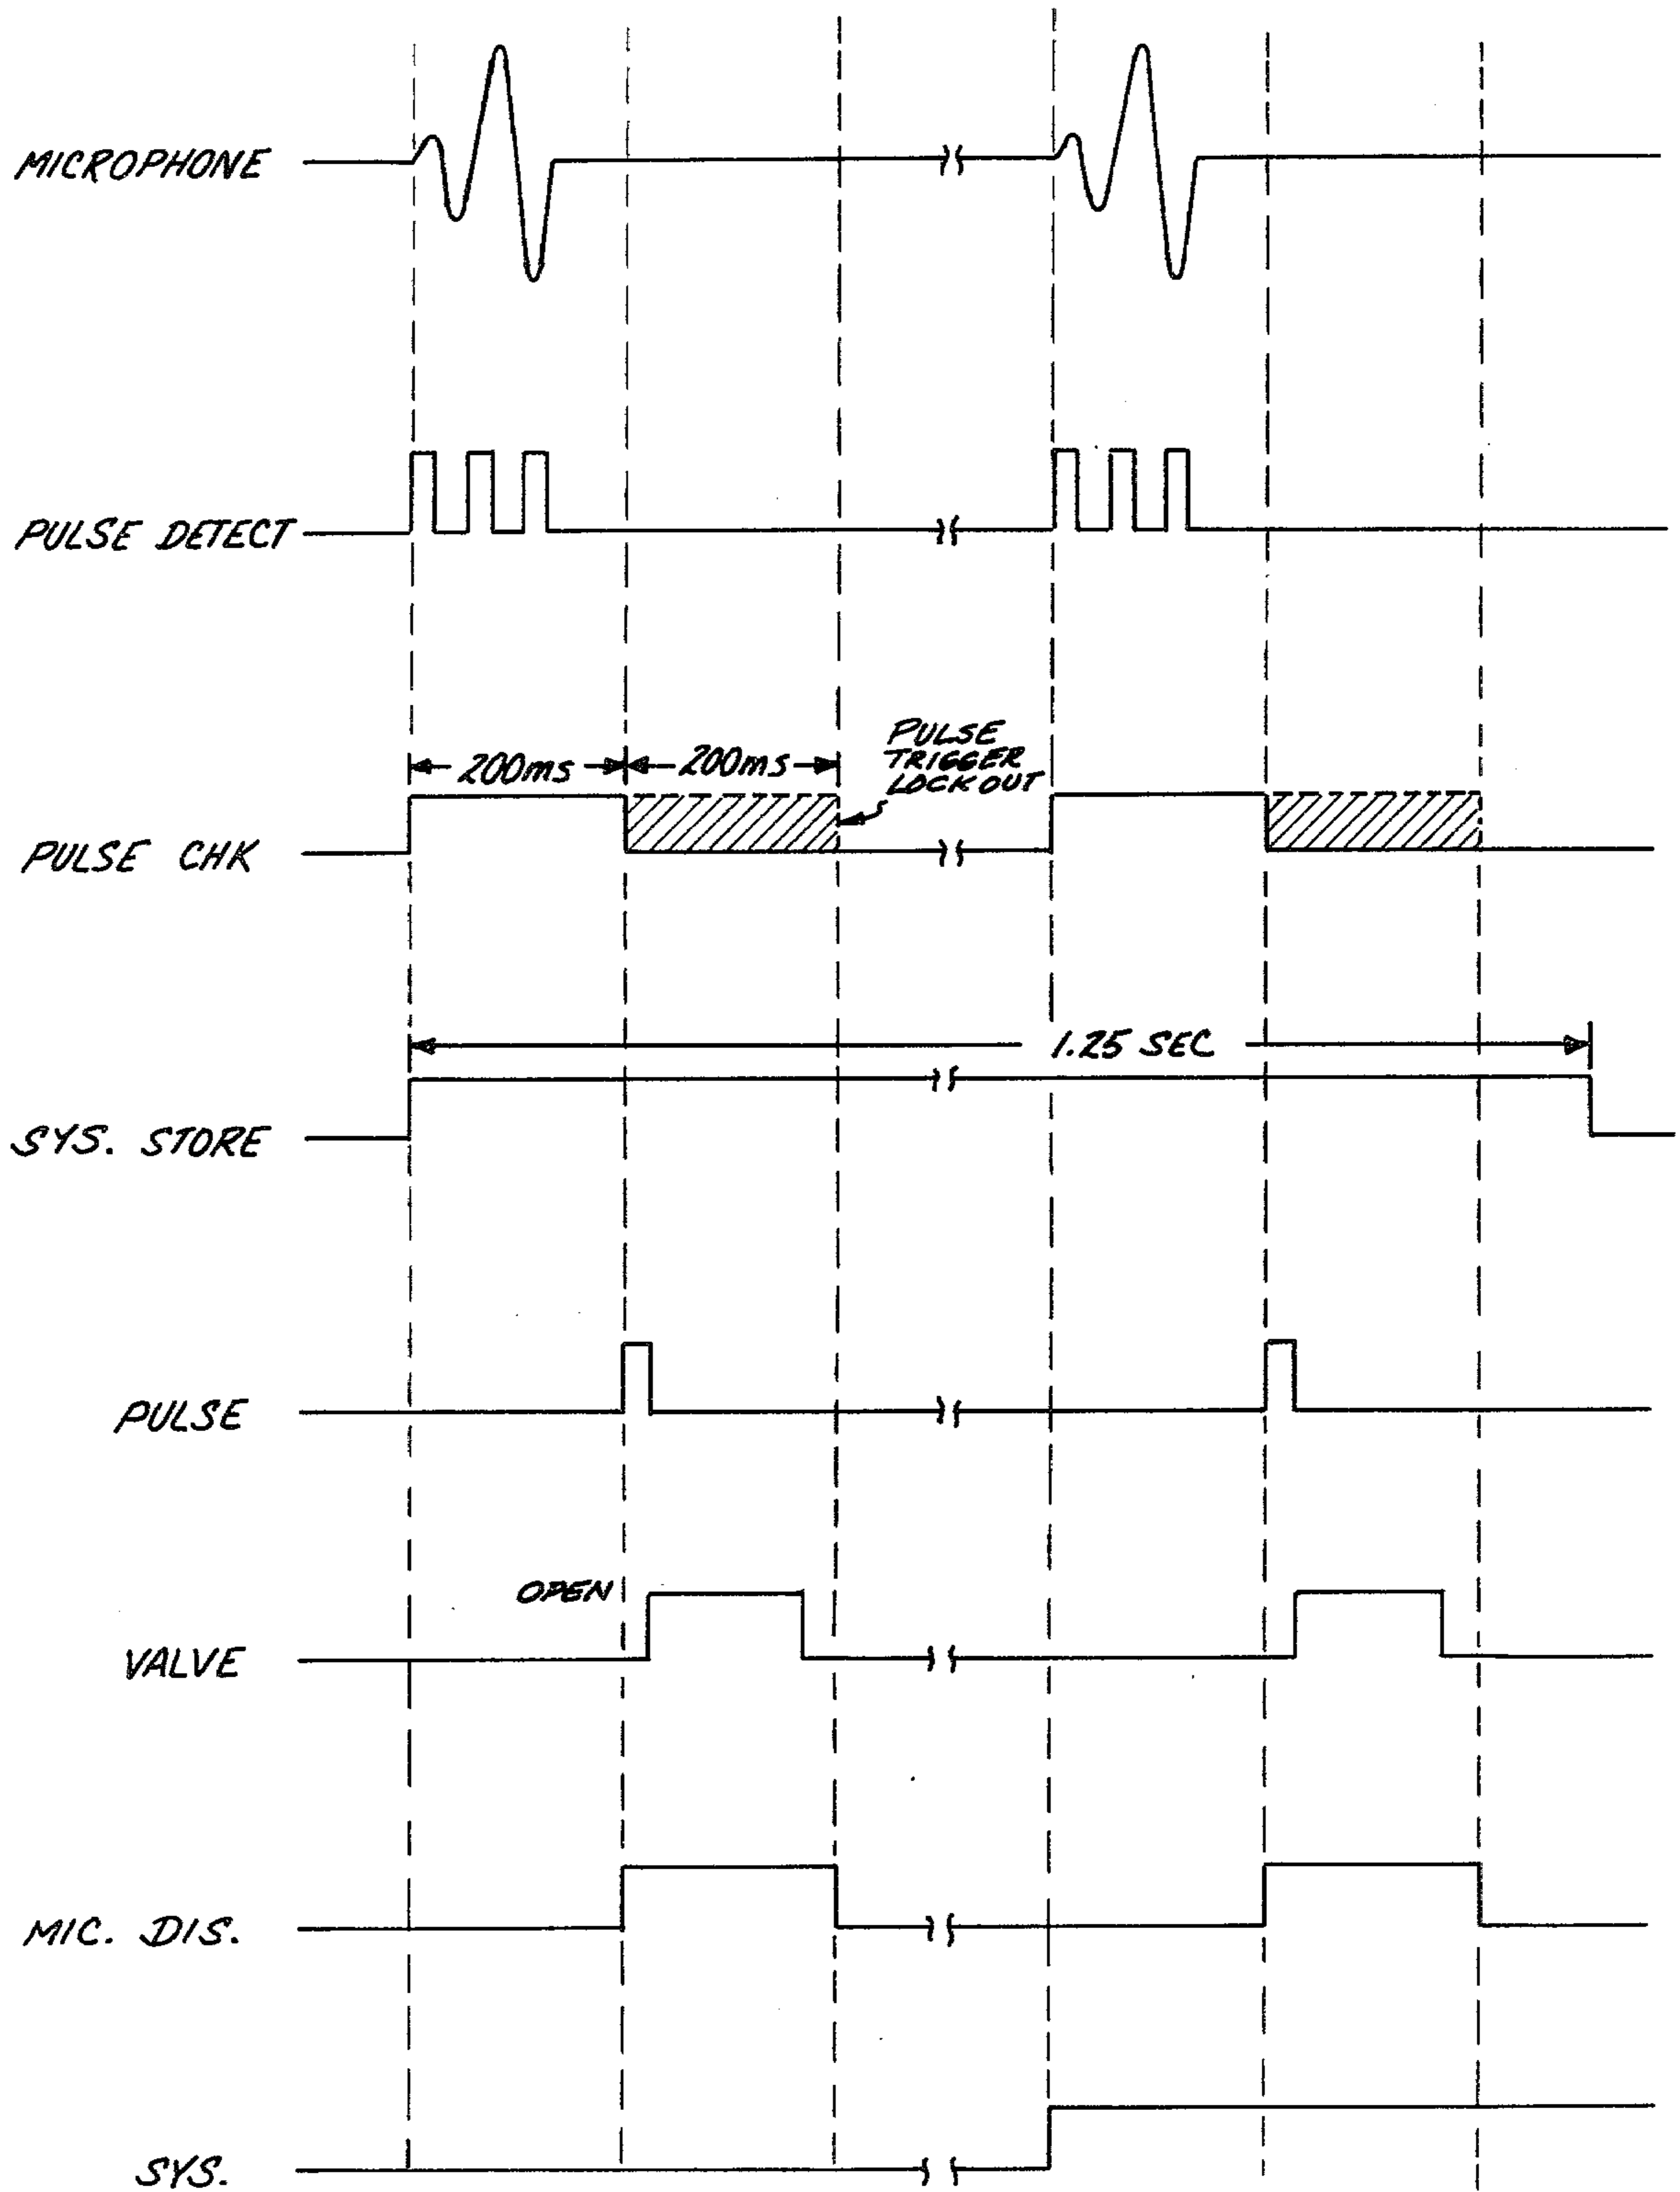 MICROPHONE
PULSE DETECT
200ms
200ms
PULSE
TRIGGER
LOCKOUT
PULSE CHK
1.25 SEC
SYS. STORE
PULSE
OPEN
VALVE
MIC. DIS.
SYS.